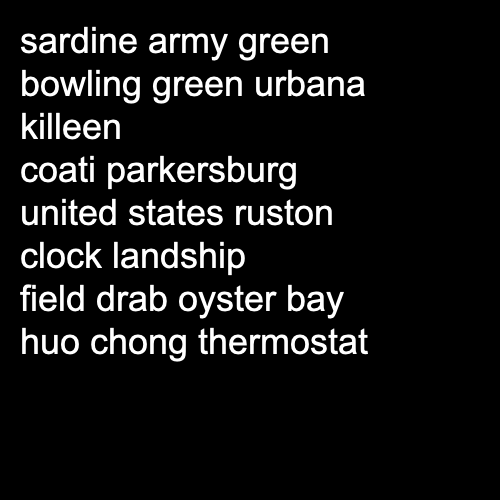 sardine army green
bowling green urbana
killeen
coati parkersburg
united states ruston
clock landship
field drab oyster bay
huo chong thermostat